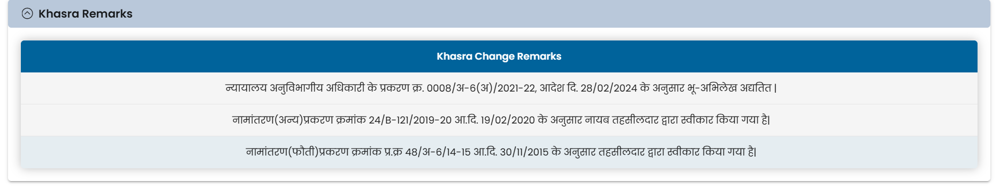 Khasra Remarks
Khasra Change Remarks
न्यायालय अनुविभागीय अधिकारी के प्रकरण क्र. 0008/अ-6(अ)/2021-22, आदेश दि. 28/02/2024 के अनुसार भू-अभिलेख अद्यतित |
नामांतरण(अन्य)प्रकरण क्रमांक 24/B-121/2019-20 आ.दि. 19/02/2020 के अनुसार नायब तहसीलदार द्वारा स्वीकार किया गया है|
नामांतरण(फौती)प्रकरण क्रमांक प्र.क्र 48/अ-6/14-15 आ.दि. 30/11/2015 के अनुसार तहसीलदार द्वारा स्वीकार किया गया है|